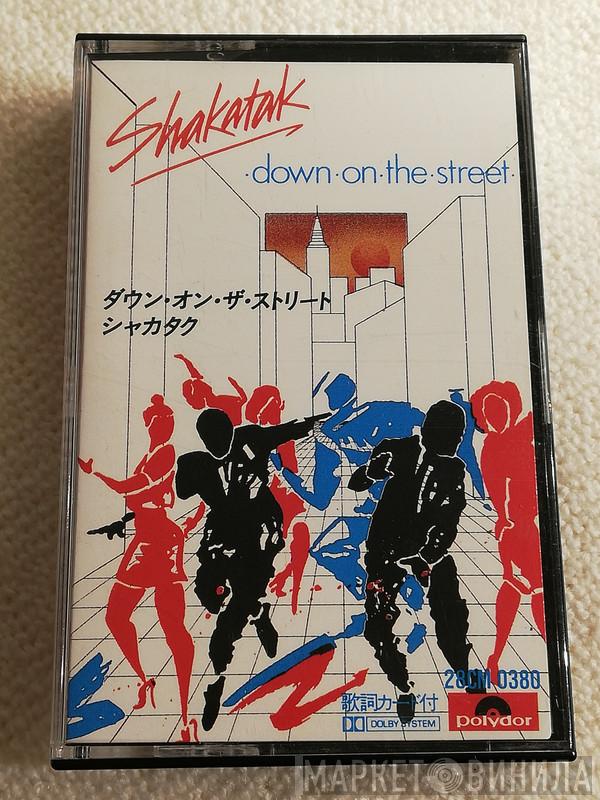 Shakatak
·down·on·the·street·
ダウン・オン・ザ・ストリート
シャカタク
28CM 0380
歌詞カード付
DOLBY SYSTEM
polydor
МАРКЕТ ВИНИЛА